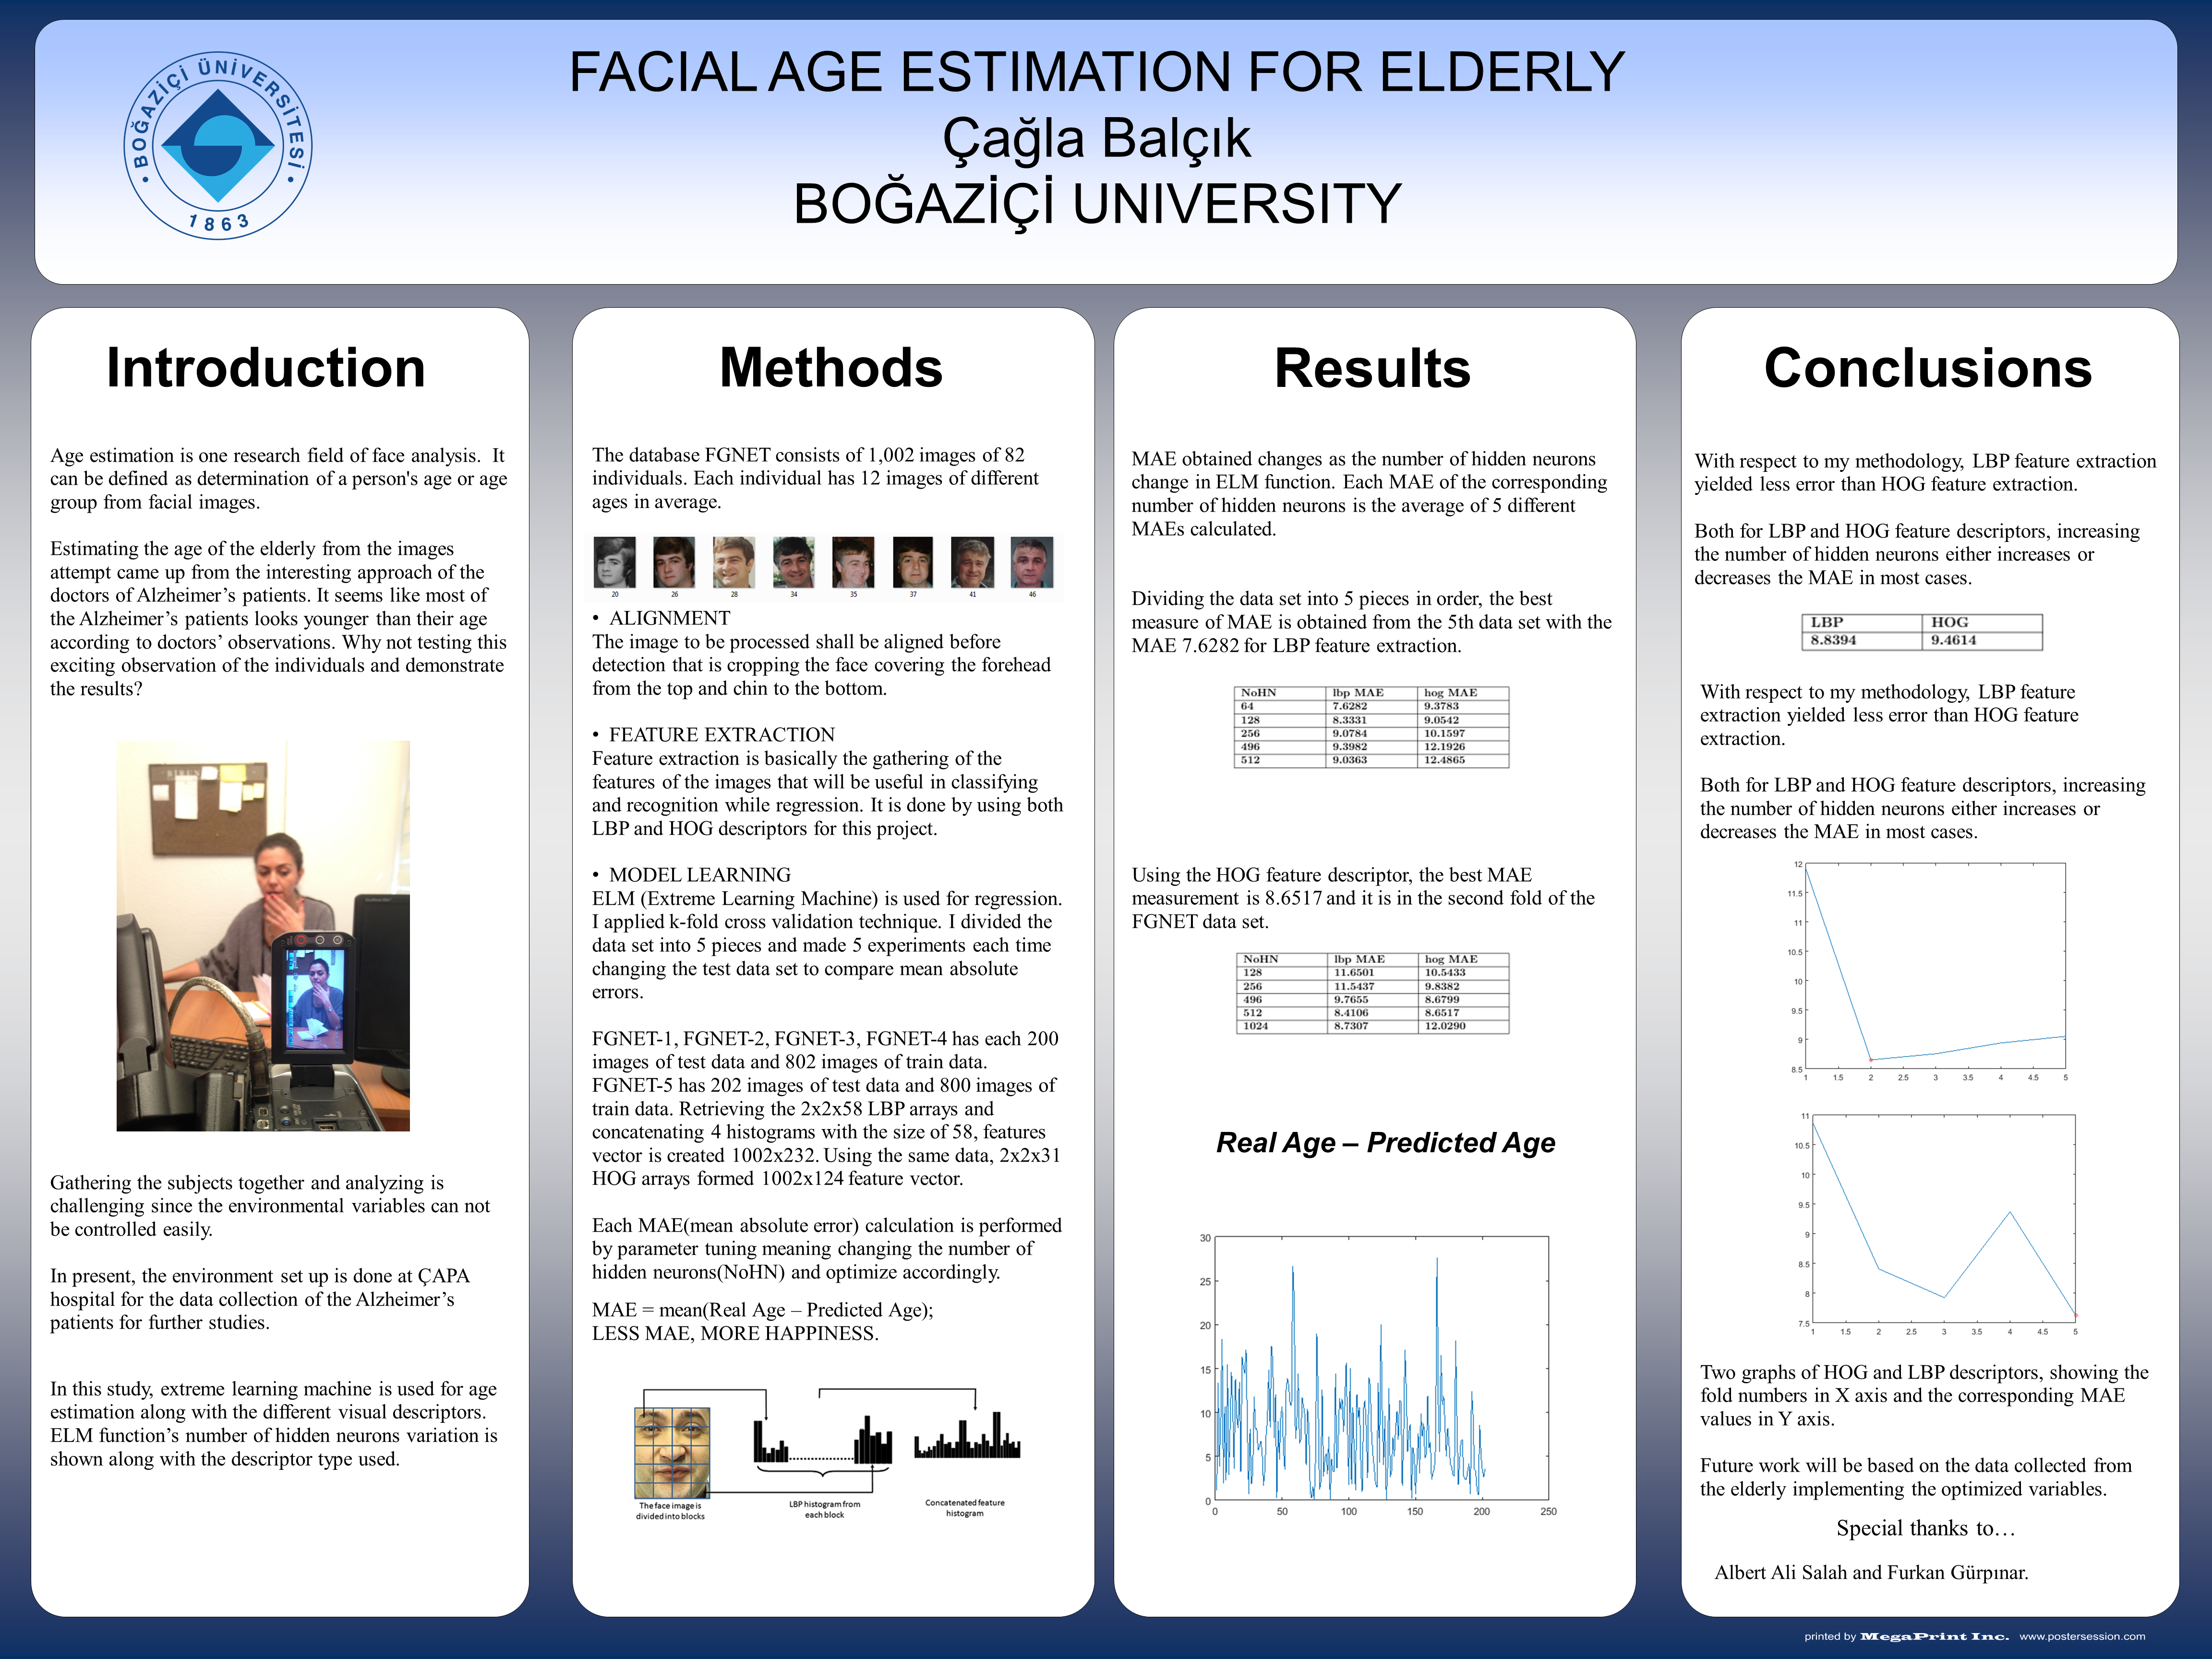 BOĞAZİÇİ ÜNİVERSİTESİ
1863
FACIAL AGE ESTIMATION FOR ELDERLY
Çağla Balçık
BOĞAZİÇİ UNIVERSITY
Introduction
Age estimation is one research field of face analysis. It
can be defined as determination of a person's age or age
group from facial images.
Estimating the age of the elderly from the images
attempt came up from the interesting approach of the
doctors of Alzheimer's patients. It seems like most of
the Alzheimer's patients looks younger than their age
according to doctors' observations. Why not testing this
exciting observation of the individuals and demonstrate
the results?
Gathering the subjects together and analyzing is
challenging since the environmental variables can not
be controlled easily.
In present, the environment set up is done at ÇAPA
hospital for the data collection of the Alzheimer's
patients for further studies.
In this study, extreme learning machine is used for age
estimation along with the different visual descriptors.
ELM function's number of hidden neurons variation is
shown along with the descriptor type used.
Methods
The database FGNET consists of 1,002 images of 82
individuals. Each individual has 12 images of different
ages in average.
20 26 28 34 35 37 41 46
• ALIGNMENT
The image to be processed shall be aligned before
detection that is cropping the face covering the forehead
from the top and chin to the bottom.
• FEATURE EXTRACTION
Feature extraction is basically the gathering of the
features of the images that will be useful in classifying
and recognition while regression. It is done by using both
LBP and HOG descriptors for this project.
• MODEL LEARNING
ELM (Extreme Learning Machine) is used for regression.
I applied k-fold cross validation technique. I divided the
data set into 5 pieces and made 5 experiments each time
changing the test data set to compare mean absolute
errors.
FGNET-1, FGNET-2, FGNET-3, FGNET-4 has each 200
images of test data and 802 images of train data.
FGNET-5 has 202 images of test data and 800 images of
train data. Retrieving the 2x2x58 LBP arrays and
concatenating 4 histograms with the size of 58, features
vector is created 1002x232. Using the same data, 2x2x31
HOG arrays formed 1002x124 feature vector.
Each MAE(mean absolute error) calculation is performed
by parameter tuning meaning changing the number of
hidden neurons(NoHN) and optimize accordingly.
MAE = mean(Real Age – Predicted Age);
LESS MAE, MORE HAPPINESS.
The face image is
divided into blocks
LBP histogram from
each block
Concatenated feature
histogram
Results
MAE obtained changes as the number of hidden neurons
change in ELM function. Each MAE of the corresponding
number of hidden neurons is the average of 5 different
MAEs calculated.
Dividing the data set into 5 pieces in order, the best
measure of MAE is obtained from the 5th data set with the
MAE 7.6282 for LBP feature extraction.
NoHN lbp MAE hog MAE
64 7.6282 9.3783
128 8.3331 9.0542
256 9.0784 10.1597
496 9.3982 12.1926
512 9.0363 12.4865
Using the HOG feature descriptor, the best MAE
measurement is 8.6517 and it is in the second fold of the
FGNET data set.
NoHN lbp MAE hog MAE
128 11.6501 10.5433
256 11.5437 9.8382
496 9.7655 8.6799
512 8.4106 8.6517
1024 8.7307 12.0290
Real Age – Predicted Age
30
25
20
15
10
5
0
0 50 100 150 200 250
Conclusions
With respect to my methodology, LBP feature extraction
yielded less error than HOG feature extraction.
Both for LBP and HOG feature descriptors, increasing
the number of hidden neurons either increases or
decreases the MAE in most cases.
LBP HOG
8.8394 9.4614
With respect to my methodology, LBP feature
extraction yielded less error than HOG feature
extraction.
Both for LBP and HOG feature descriptors, increasing
the number of hidden neurons either increases or
decreases the MAE in most cases.
12
11.5
11
10.5
10
9.5
9
8.5
1 1.5 2 2.5 3 3.5 4 4.5 5
11
10.5
10
9.5
9
8.5
8
7.5
1 1.5 2 2.5 3 3.5 4 4.5 5
Two graphs of HOG and LBP descriptors, showing the
fold numbers in X axis and the corresponding MAE
values in Y axis.
Future work will be based on the data collected from
the elderly implementing the optimized variables.
Special thanks to…
Albert Ali Salah and Furkan Gürpınar.
printed by MegaPrint Inc. www.postersession.com